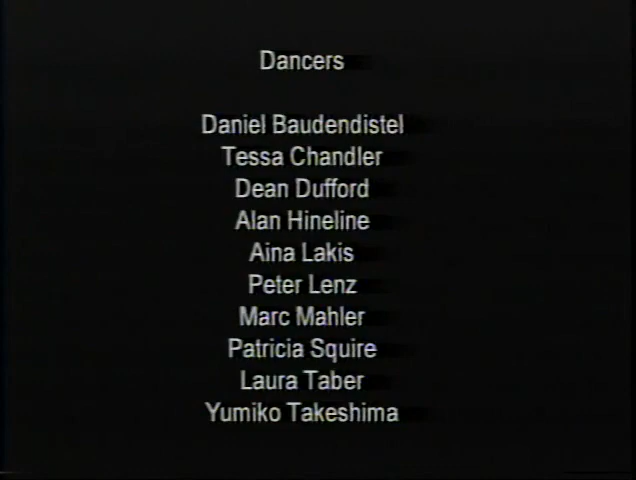 Dancers
Daniel Baudendistel
Tessa Chandler
Dean Dufford
Alan Hineline
Aina Lakis
Peter Lenz
Marc Mahler
Patricia Squire
Laura Taber
Yumiko Takeshima